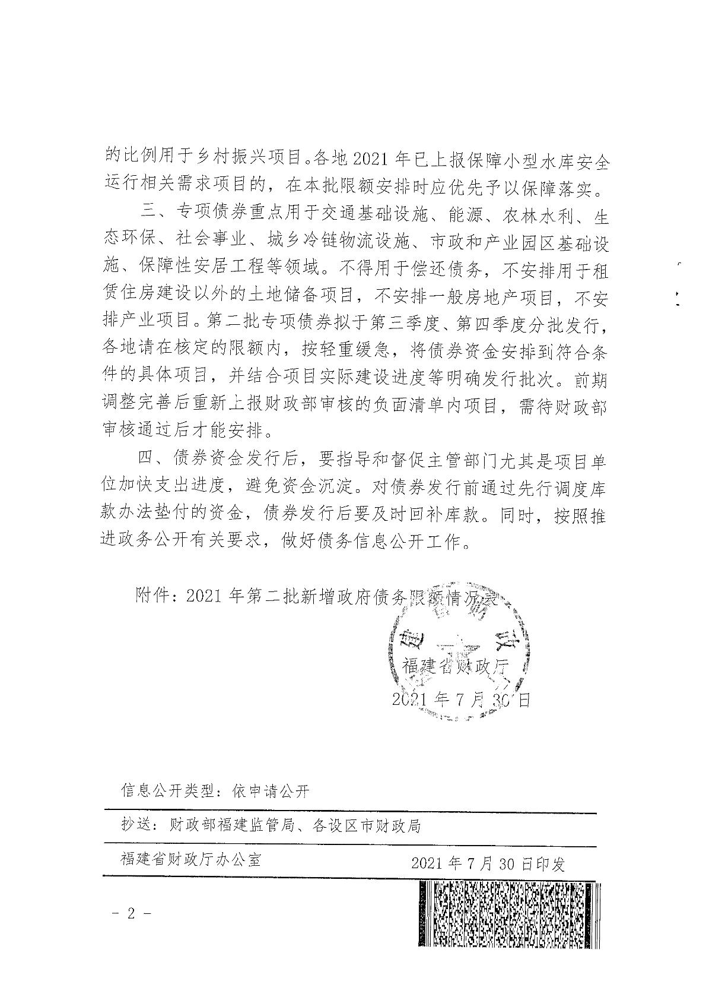 的比例用于乡村振兴项目。各地2021年已上报保障小型水库安全
运行相关需求项目的，在本批限额安排时应优先予以保障落实。
三、专项债券重点用于交通基础设施、能源、农林水利、生
态环保、社会事业、城乡冷链物流设施、市政和产业园区基础设
施、保障性安居工程等领域。不得用于偿还债务，不安排用于租
赁住房建设以外的土地储备项目，不安排一般房地产项目，不安
排产业项目。第二批专项债券拟于第三季度、第四季度分批发行，
各地请在核定的限额内，按轻重缓急，将债券资金安排到符合条
件的具体项目，并结合项目实际建设进度等明确发行批次。前期
调整完善后重新上报财政部审核的负面清单内项目，需待财政部
审核通过后才能安排。
四、债券资金发行后，要指导和督促主管部门尤其是项目单
位加快支出进度，避免资金沉淀。对债券发行前通过先行调度库
款办法垫付的资金，债券发行后要及时回补库款。同时，按照推
进政务公开有关要求，做好债务信息公开工作。
附件：2021年第二批新增政府债务限额情况表
建省财政
福建省财政厅
2021年7月30日
信息公开类型：依申请公开
抄送：财政部福建监管局、各设区市财政局
福建省财政厅办公室 2021年7月30日印发
- 2 -